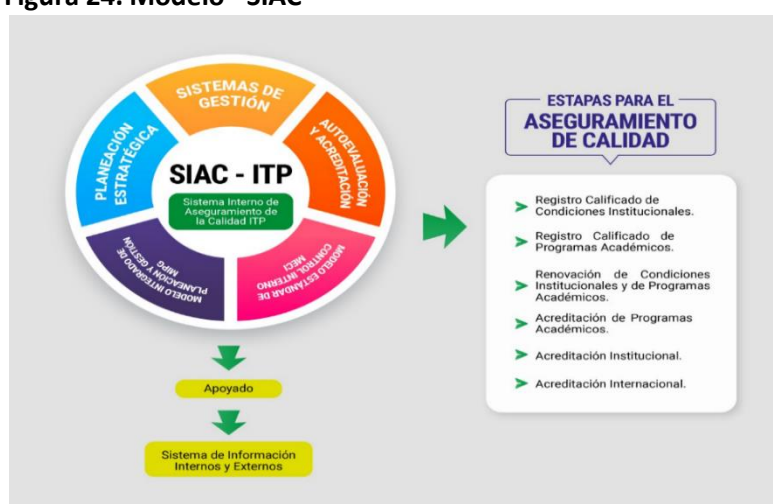 Figura 24. Modelo - SIAC
SISTEMAS DE
GESTIÓN
AUTOEVALUACIÓN
Y ACREDITACIÓN
MODELO ESTÁNDAR DE
CONTROL INTERNO
MECI
MODELO INTEGRADO DE
PLANEACIÓN Y GESTIÓN
MIPG
PLANEACIÓN
ESTRATÉGICA
SIAC - ITP
Sistema Interno de
Aseguramiento de
la Calidad ITP
Apoyado
Sistema de Información
Internos y Externos
ESTAPAS PARA EL
ASEGURAMIENTO
DE CALIDAD
Registro Calificado de
Condiciones Institucionales.
Registro Calificado de
Programas Académicos.
Renovación de Condiciones
Institucionales y de Programas
Académicos.
Acreditación de Programas
Académicos.
Acreditación Institucional.
Acreditación Internacional.